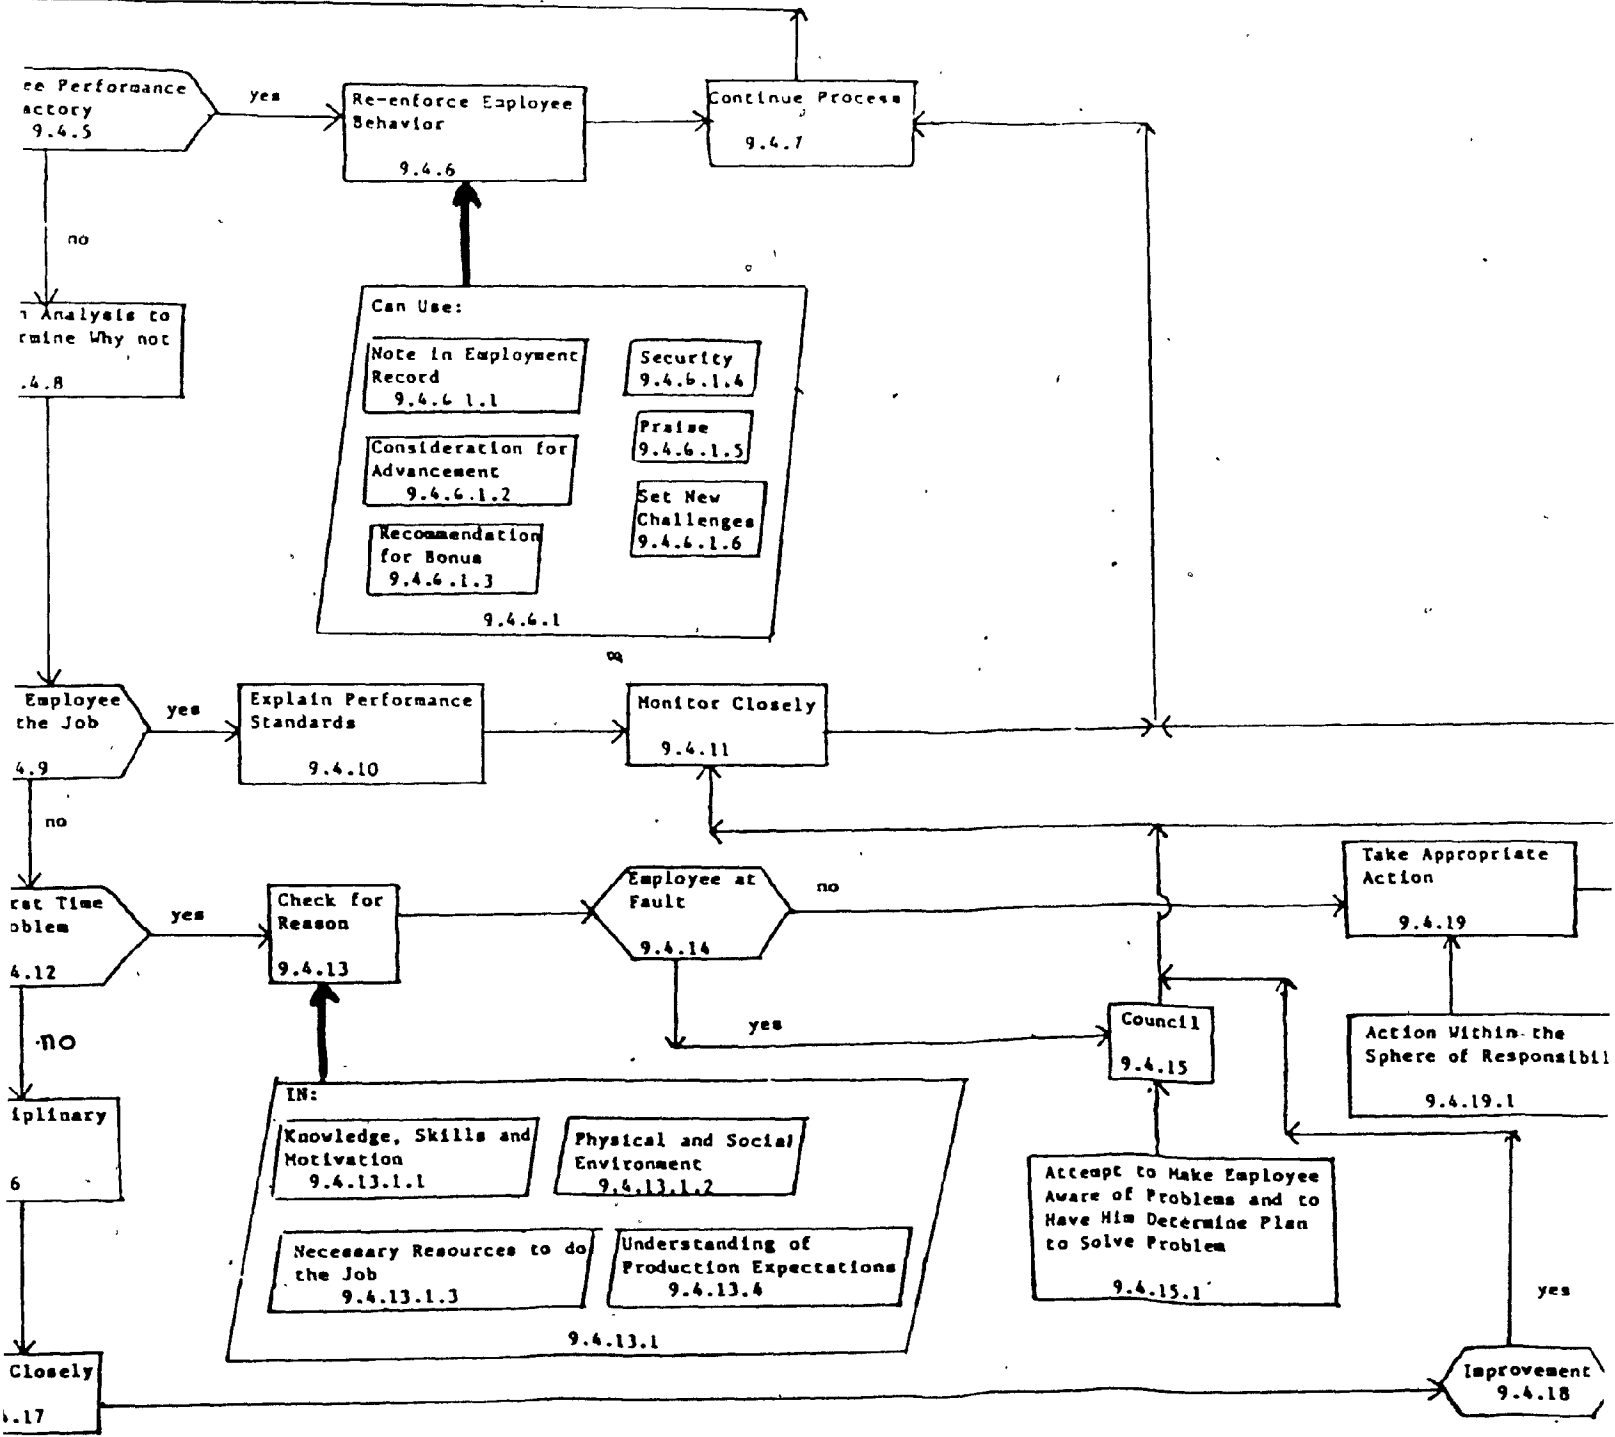 ee Performance
actory
9.4.5
yes
Re-enforce Employee
Behavior
9.4.6
Continue Process
9.4.7
no
Analysis to
rmine Why not
.4.8
Can Use:
Note in Employment
Record
9.4.6 1.1
Security
9.4.6.1.4
Consideration for
Advancement
9.4.6.1.2
Praise
9.4.6.1.5
Recommendation
for Bonus
9.4.6.1.3
Set New
Challenges
9.4.6.1.6
9.4.6.1
Employee
the Job
4.9
yes
Explain Performance
Standards
9.4.10
Monitor Closely
9.4.11
no
rst Time
oblem
4.12
yes
Check for
Reason
9.4.13
Employee at
Fault
9.4.14
no
Take Appropriate
Action
9.4.19
no
yes
Council
9.4.15
Action Within the
Sphere of Responsibil
9.4.19.1
iplinary
6
IN:
Knowledge, Skills and
Motivation
9.4.13.1.1
Physical and Social
Environment
9.4.13.1.2
Necessary Resources to do
the Job
9.4.13.1.3
Understanding of
Production Expectations
9.4.13.4
9.4.13.1
Attempt to Make Employee
Aware of Problems and to
Have Him Determine Plan
to Solve Problem
9.4.15.1
yes
Closely
4.17
Improvement
9.4.18